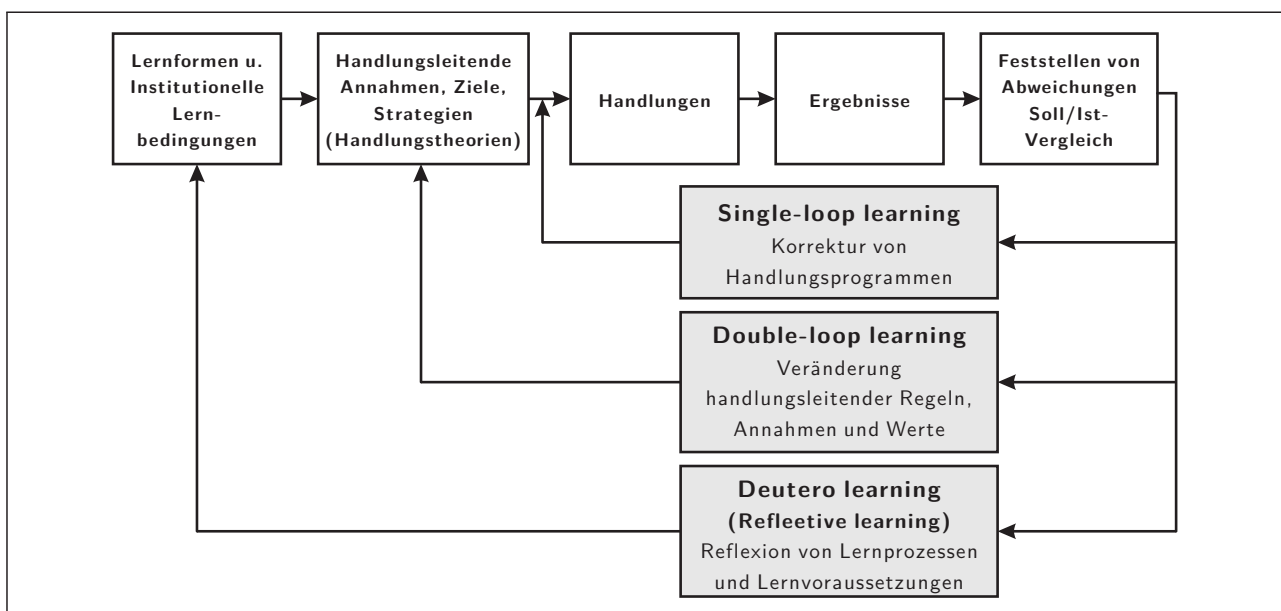 Lernformen u.
Institutionelle
Lern-
bedingungen
Handlungsleitende
Annahmen, Ziele,
Strategien
(Handlungstheorien)
Handlungen
Ergebnisse
Feststellen von
Abweichungen
Soll/Ist-
Vergleich
Single-loop learning
Korrektur von
Handlungsprogrammen
Double-loop learning
Veränderung
handlungsleitender Regeln,
Annahmen und Werte
Deutero learning
(Refleetive learning)
Reflexion von Lernprozessen
und Lernvoraussetzungen